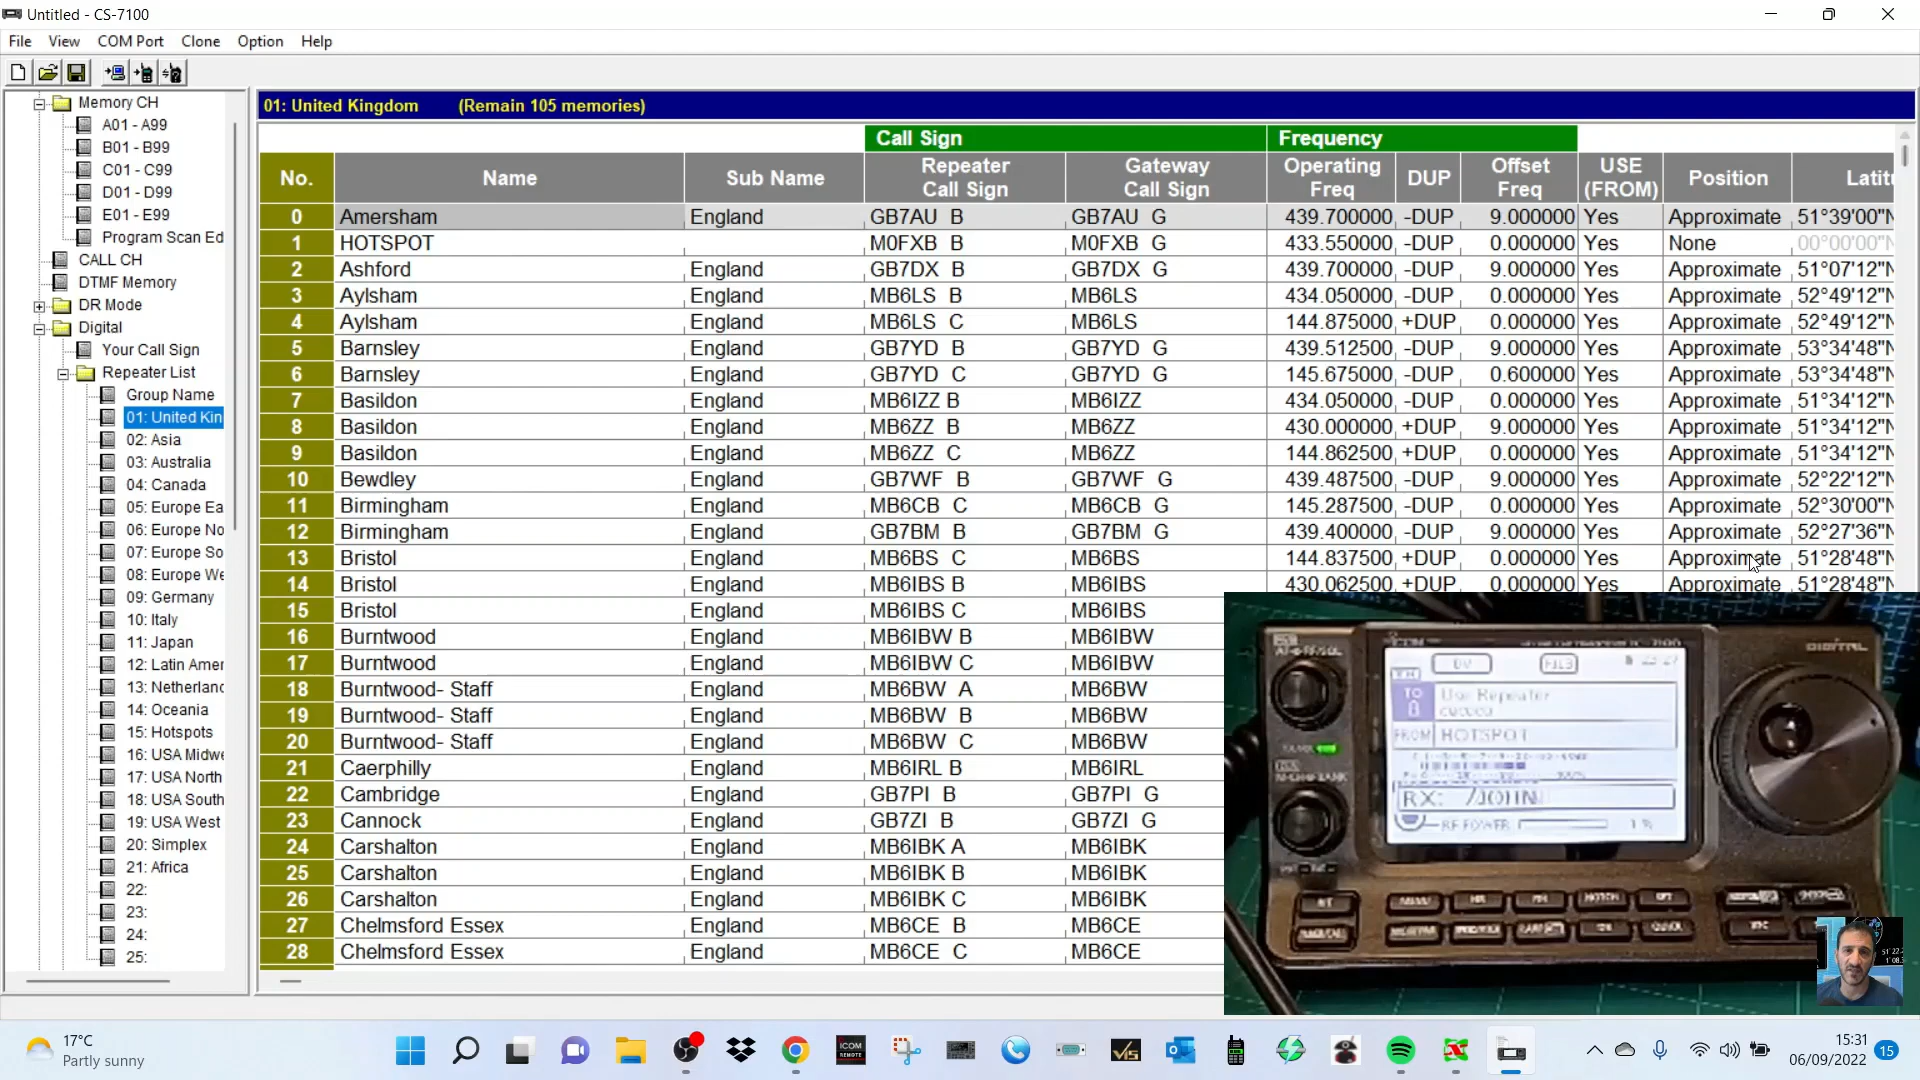 Untitled - CS-7100
File View COM Port Clone Option Help
Memory CH
A01 - A99
B01 - B99
C01 - C99
D01 - D99
E01 - E99
Program Scan Ed
CALL CH
DTMF Memory
DR Mode
Digital
Your Call Sign
Repeater List
Group Name
01: United Kin
02: Asia
03: Australia
04: Canada
05: Europe Ea
06: Europe No
07: Europe So
08: Europe We
09: Germany
10: Italy
11: Japan
12: Latin Amer
13: Netherland
14: Oceania
15: Hotspots
16: USA Midwe
17: USA North
18: USA South
19: USA West
20: Simplex
21: Africa
22:
23:
24:
25:
01: United Kingdom (Remain 105 memories)
Call Sign Frequency
No. Name Sub Name Repeater Call Sign Gateway Call Sign Operating Freq DUP Offset Freq USE (FROM) Position Latitu
0 Amersham England GB7AU B GB7AU G 439.700000 -DUP 9.000000 Yes Approximate 51°39'00"N
1 HOTSPOT M0FXB B M0FXB G 433.550000 -DUP 0.000000 Yes None 00°00'00"N
2 Ashford England GB7DX B GB7DX G 439.700000 -DUP 9.000000 Yes Approximate 51°07'12"N
3 Aylsham England MB6LS B MB6LS 434.050000 -DUP 0.000000 Yes Approximate 52°49'12"N
4 Aylsham England MB6LS C MB6LS 144.875000 +DUP 0.000000 Yes Approximate 52°49'12"N
5 Barnsley England GB7YD B GB7YD G 439.512500 -DUP 9.000000 Yes Approximate 53°34'48"N
6 Barnsley England GB7YD C GB7YD G 145.675000 -DUP 0.600000 Yes Approximate 53°34'48"N
7 Basildon England MB6IZZ B MB6IZZ 434.050000 -DUP 0.000000 Yes Approximate 51°34'12"N
8 Basildon England MB6ZZ B MB6ZZ 430.000000 +DUP 9.000000 Yes Approximate 51°34'12"N
9 Basildon England MB6ZZ C MB6ZZ 144.862500 +DUP 0.000000 Yes Approximate 51°34'12"N
10 Bewdley England GB7WF B GB7WF G 439.487500 -DUP 9.000000 Yes Approximate 52°22'12"N
11 Birmingham England MB6CB C MB6CB G 145.287500 -DUP 0.000000 Yes Approximate 52°30'00"N
12 Birmingham England GB7BM B GB7BM G 439.400000 -DUP 9.000000 Yes Approximate 52°27'36"N
13 Bristol England MB6BS C MB6BS 144.837500 +DUP 0.000000 Yes Approximate 51°28'48"N
14 Bristol England MB6IBS B MB6IBS 430.062500 +DUP 0.000000 Yes Approximate 51°28'48"N
15 Bristol England MB6IBS C MB6IBS
16 Burntwood England MB6IBW B MB6IBW
17 Burntwood England MB6IBW C MB6IBW
18 Burntwood- Staff England MB6BW A MB6BW
19 Burntwood- Staff England MB6BW B MB6BW
20 Burntwood- Staff England MB6BW C MB6BW
21 Caerphilly England MB6IRL B MB6IRL
22 Cambridge England GB7PI B GB7PI G
23 Cannock England GB7ZI B GB7ZI G
24 Carshalton England MB6IBK A MB6IBK
25 Carshalton England MB6IBK B MB6IBK
26 Carshalton England MB6IBK C MB6IBK
27 Chelmsford Essex England MB6CE B MB6CE
28 Chelmsford Essex England MB6CE C MB6CE
ICOM
DIGITAL
DV FIL3
TO Use Repeater
CQCQCQ
FROM HOTSPOT
RX: /JOHN
RF POWER
17°C
Partly sunny
ICOM REMOTE
15:31
06/09/2022
15